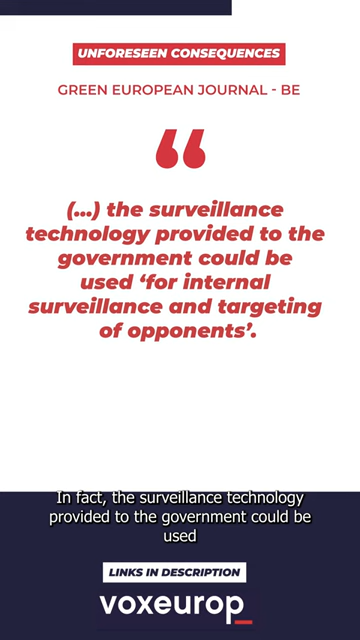 UNFORESEEN CONSEQUENCES
GREEN EUROPEAN JOURNAL - BE
“
(...) the surveillance
technology provided to the
government could be
used ‘for internal
surveillance and targeting
of opponents’.
In fact, the surveillance technology
provided to the government could be
used
LINKS IN DESCRIPTION
voxeurop_